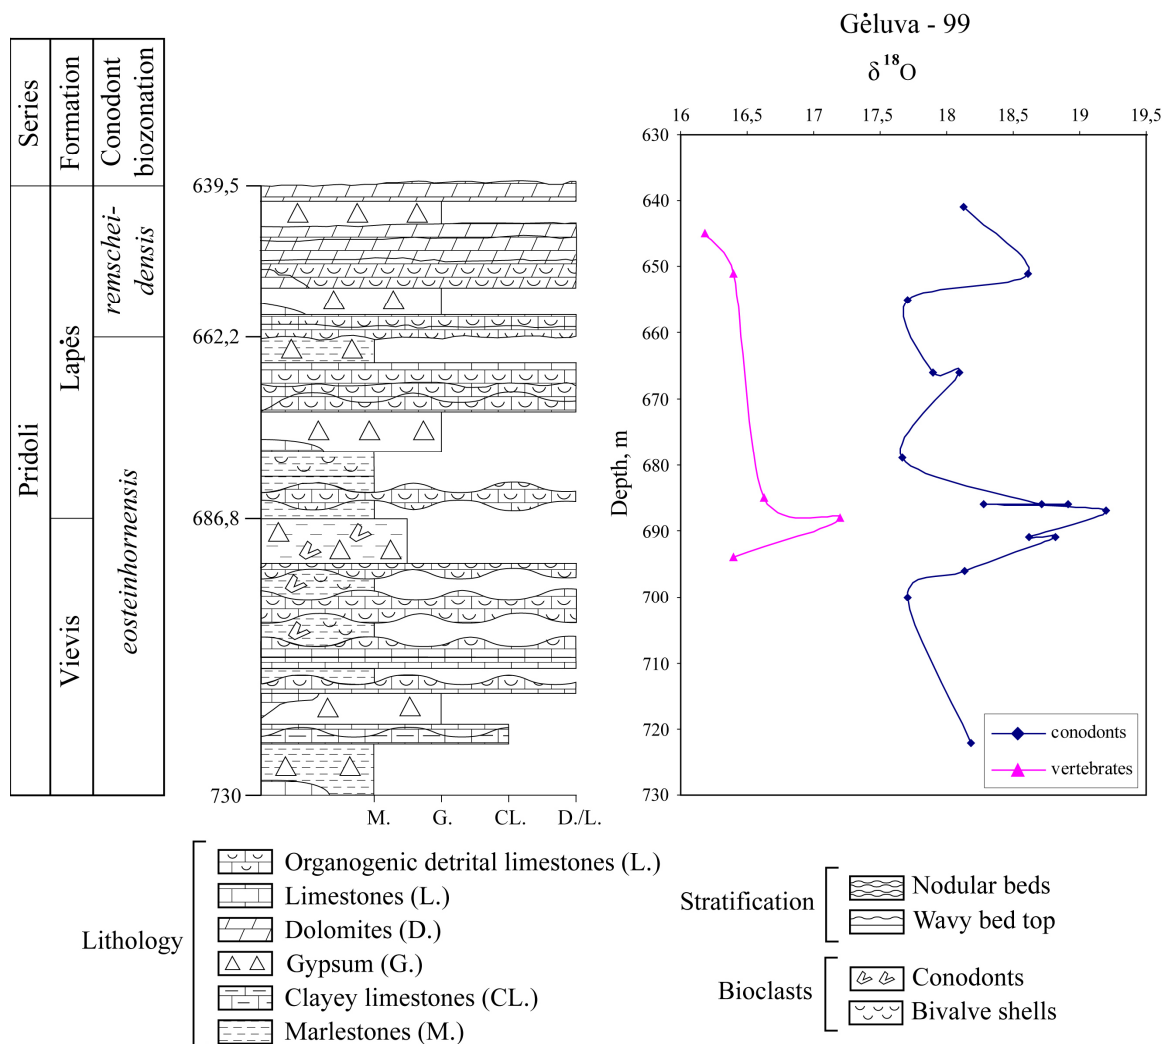 Gėluva - 99
δ18O
Series
Formation
Conodont
biozonation
Pridoli
Lapės
Vievis
remschei-
densis
eosteinhornensis
639,5
662,2
686,8
730
M. G. CL. D./L.
16 16,5 17 17,5 18 18,5 19 19,5
Depth, m
630
640
650
660
670
680
690
700
710
720
730
conodonts
vertebrates
Lithology
Organogenic detrital limestones (L.)
Limestones (L.)
Dolomites (D.)
Gypsum (G.)
Clayey limestones (CL.)
Marlestones (M.)
Stratification
Nodular beds
Wavy bed top
Bioclasts
Conodonts
Bivalve shells